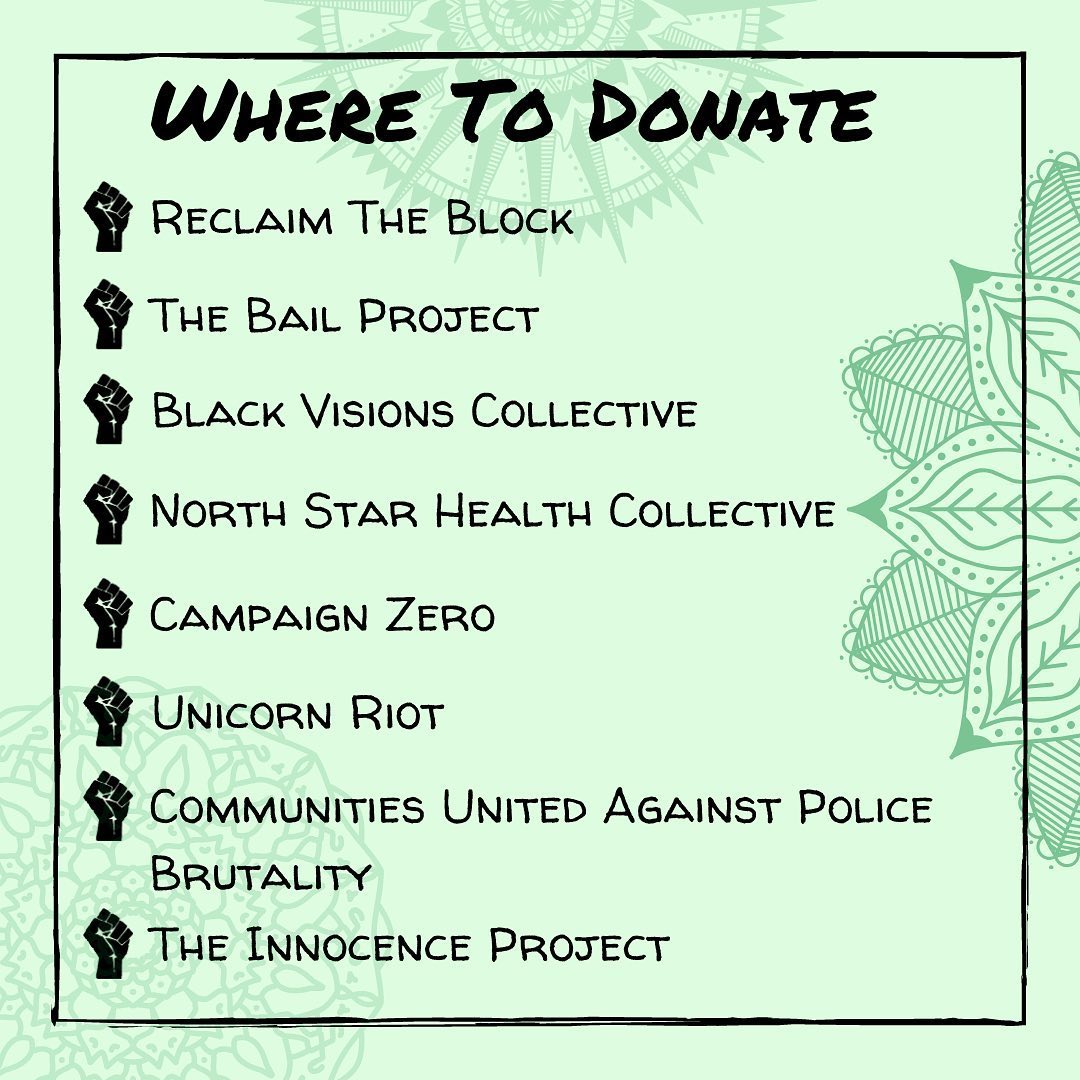 Where To Donate
Reclaim The Block
The Bail Project
Black Visions Collective
North Star Health Collective
Campaign Zero
Unicorn Riot
Communities United Against Police
Brutality
The Innocence Project